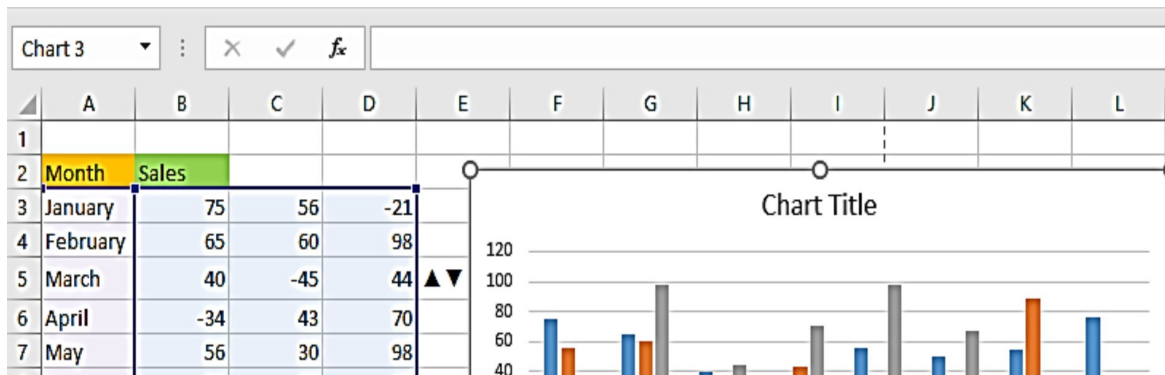 Chart 3 fx
A B C D E F G H I J K L
1
2 Month Sales
3 January 75 56 -21
4 February 65 60 98
5 March 40 -45 44 ▲▼
6 April -34 43 70
7 May 56 30 98
Chart Title
120
100
80
60
40